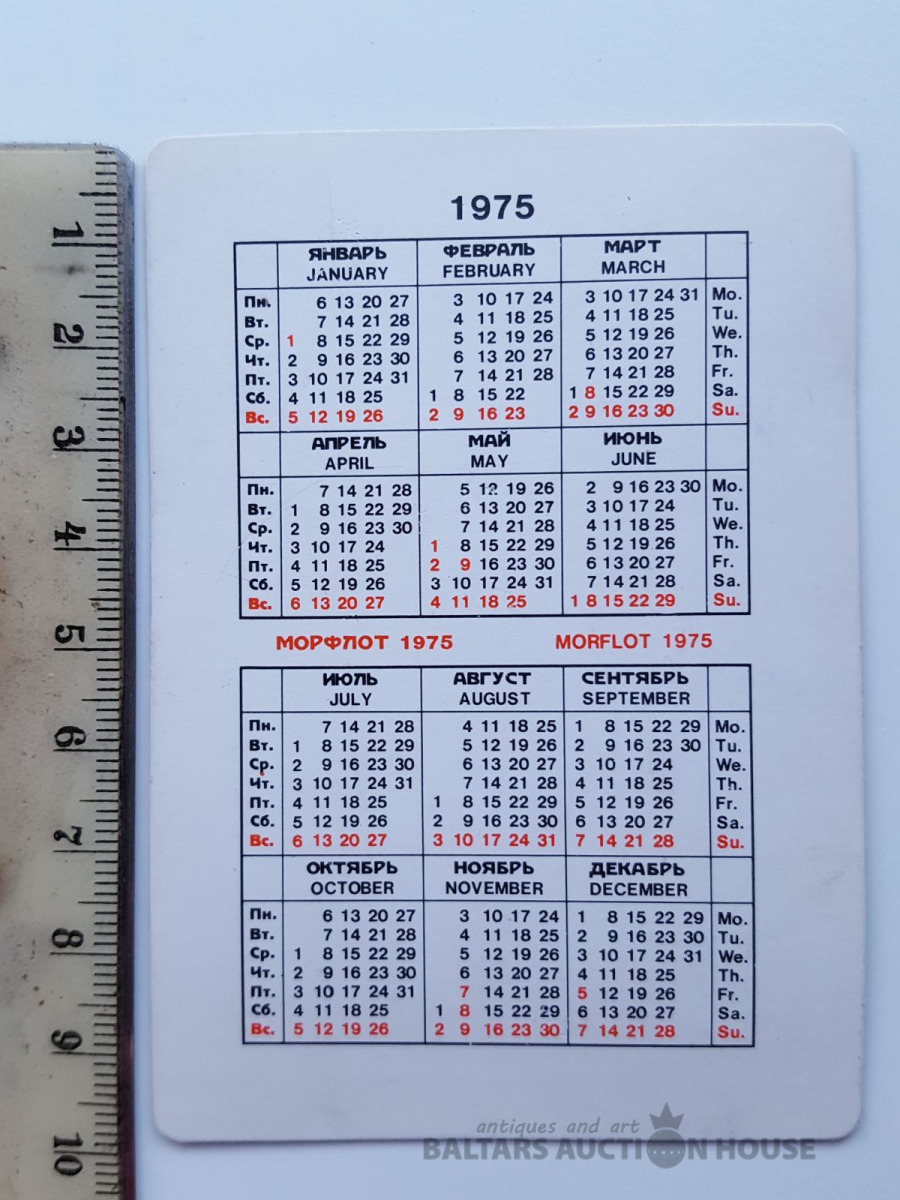 1975
ЯНВАРЬ ФЕВРАЛЬ МАРТ
JANUARY FEBRUARY MARCH
Пн. 6 13 20 27 3 10 17 24 3 10 17 24 31 Mo.
Вт. 7 14 21 28 4 11 18 25 4 11 18 25 Tu.
Ср. 1 8 15 22 29 5 12 19 26 5 12 19 26 We.
Чт. 2 9 16 23 30 6 13 20 27 6 13 20 27 Th.
Пт. 3 10 17 24 31 7 14 21 28 7 14 21 28 Fr.
Сб. 4 11 18 25 1 8 15 22 1 8 15 22 29 Sa.
Вс. 5 12 19 26 2 9 16 23 2 9 16 23 30 Su.
АПРЕЛЬ МАЙ ИЮНЬ
APRIL MAY JUNE
Пн. 7 14 21 28 5 12 19 26 2 9 16 23 30 Mo.
Вт. 1 8 15 22 29 6 13 20 27 3 10 17 24 Tu.
Ср. 2 9 16 23 30 7 14 21 28 4 11 18 25 We.
Чт. 3 10 17 24 1 8 15 22 29 5 12 19 26 Th.
Пт. 4 11 18 25 2 9 16 23 30 6 13 20 27 Fr.
Сб. 5 12 19 26 3 10 17 24 31 7 14 21 28 Sa.
Вс. 6 13 20 27 4 11 18 25 1 8 15 22 29 Su.
МОРФЛОТ 1975 MORFLOT 1975
ИЮЛЬ АВГУСТ СЕНТЯБРЬ
JULY AUGUST SEPTEMBER
Пн. 7 14 21 28 4 11 18 25 1 8 15 22 29 Mo.
Вт. 1 8 15 22 29 5 12 19 26 2 9 16 23 30 Tu.
Ср. 2 9 16 23 30 6 13 20 27 3 10 17 24 We.
Чт. 3 10 17 24 31 7 14 21 28 4 11 18 25 Th.
Пт. 4 11 18 25 1 8 15 22 29 5 12 19 26 Fr.
Сб. 5 12 19 26 2 9 16 23 30 6 13 20 27 Sa.
Вс. 6 13 20 27 3 10 17 24 31 7 14 21 28 Su.
ОКТЯБРЬ НОЯБРЬ ДЕКАБРЬ
OCTOBER NOVEMBER DECEMBER
Пн. 6 13 20 27 3 10 17 24 1 8 15 22 29 Mo.
Вт. 7 14 21 28 4 11 18 25 2 9 16 23 30 Tu.
Ср. 1 8 15 22 29 5 12 19 26 3 10 17 24 31 We.
Чт. 2 9 16 23 30 6 13 20 27 4 11 18 25 Th.
Пт. 3 10 17 24 31 7 14 21 28 5 12 19 26 Fr.
Сб. 4 11 18 25 1 8 15 22 29 6 13 20 27 Sa.
Вс. 5 12 19 26 2 9 16 23 30 7 14 21 28 Su.
1
2
3
4
5
6
7
8
9
10
antiques and art
BALTARS AUCTION HOUSE